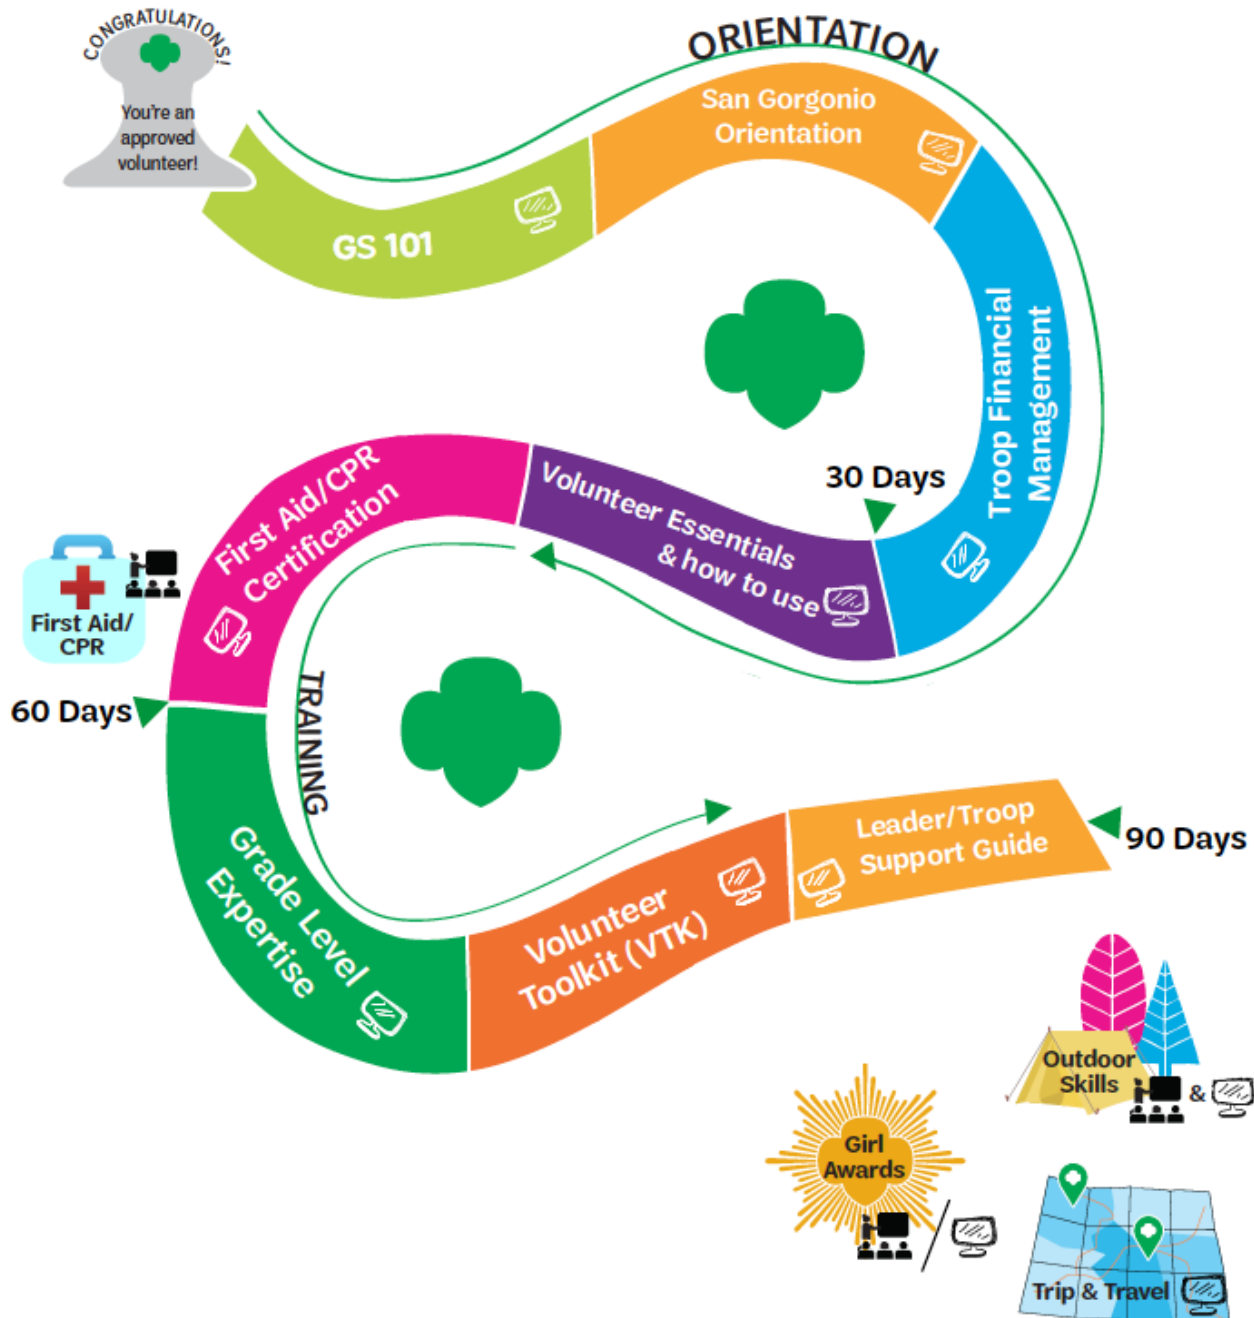 CONGRATULATIONS!
You're an
approved
volunteer!
ORIENTATION
GS 101
San Gorgonio
Orientation
Troop Financial
Management
30 Days
Volunteer Essentials
& how to use
First Aid/CPR
Certification
First Aid/
CPR
60 Days
TRAINING
Grade Level
Expertise
Volunteer
Toolkit (VTK)
Leader/Troop
Support Guide
90 Days
Outdoor
Skills
&
Girl
Awards
/
Trip & Travel